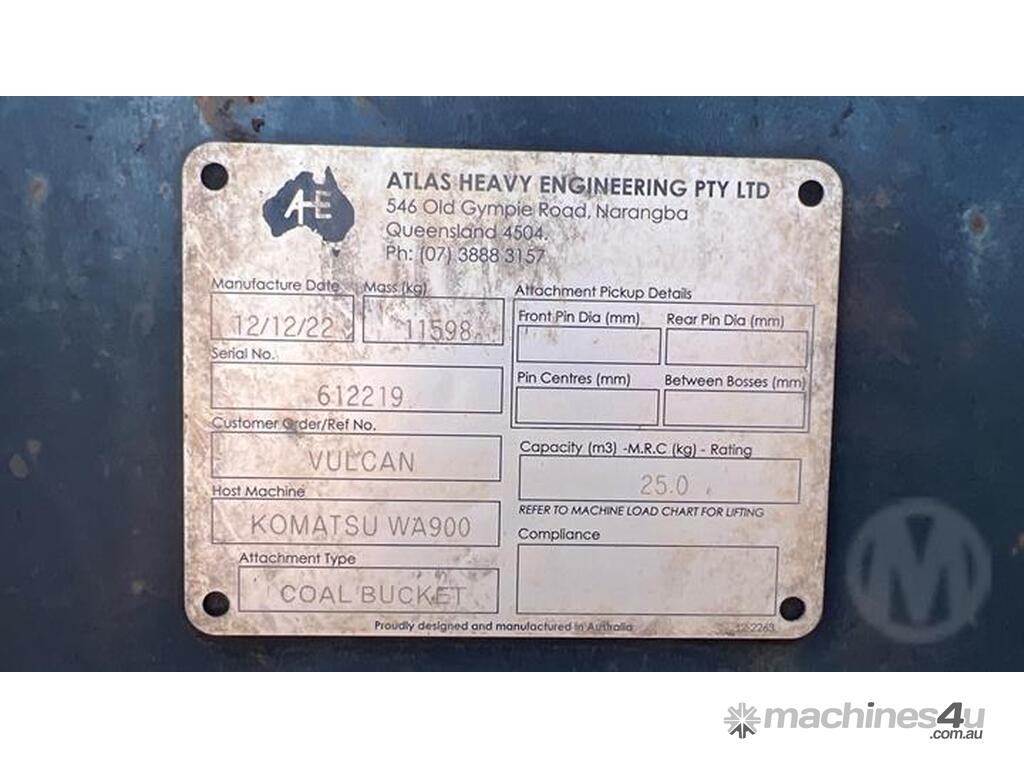 AHE
ATLAS HEAVY ENGINEERING PTY LTD
546 Old Gympie Road, Narangba
Queensland 4504.
Ph: (07) 3888 3157
Manufacture Date
12/12/22
Mass (kg)
11598
Serial No.
612219
Customer Order/Ref No.
VULCAN
Host Machine
KOMATSU WA900
Attachment Type
COAL BUCKET
Attachment Pickup Details
Front Pin Dia (mm)
Rear Pin Dia (mm)
Pin Centres (mm)
Between Bosses (mm)
Capacity (m3) -M.R.C (kg) - Rating
25.0
REFER TO MACHINE LOAD CHART FOR LIFTING
Compliance
Proudly designed and manufactured in Australia
12-2263
M
machines4u
.com.au